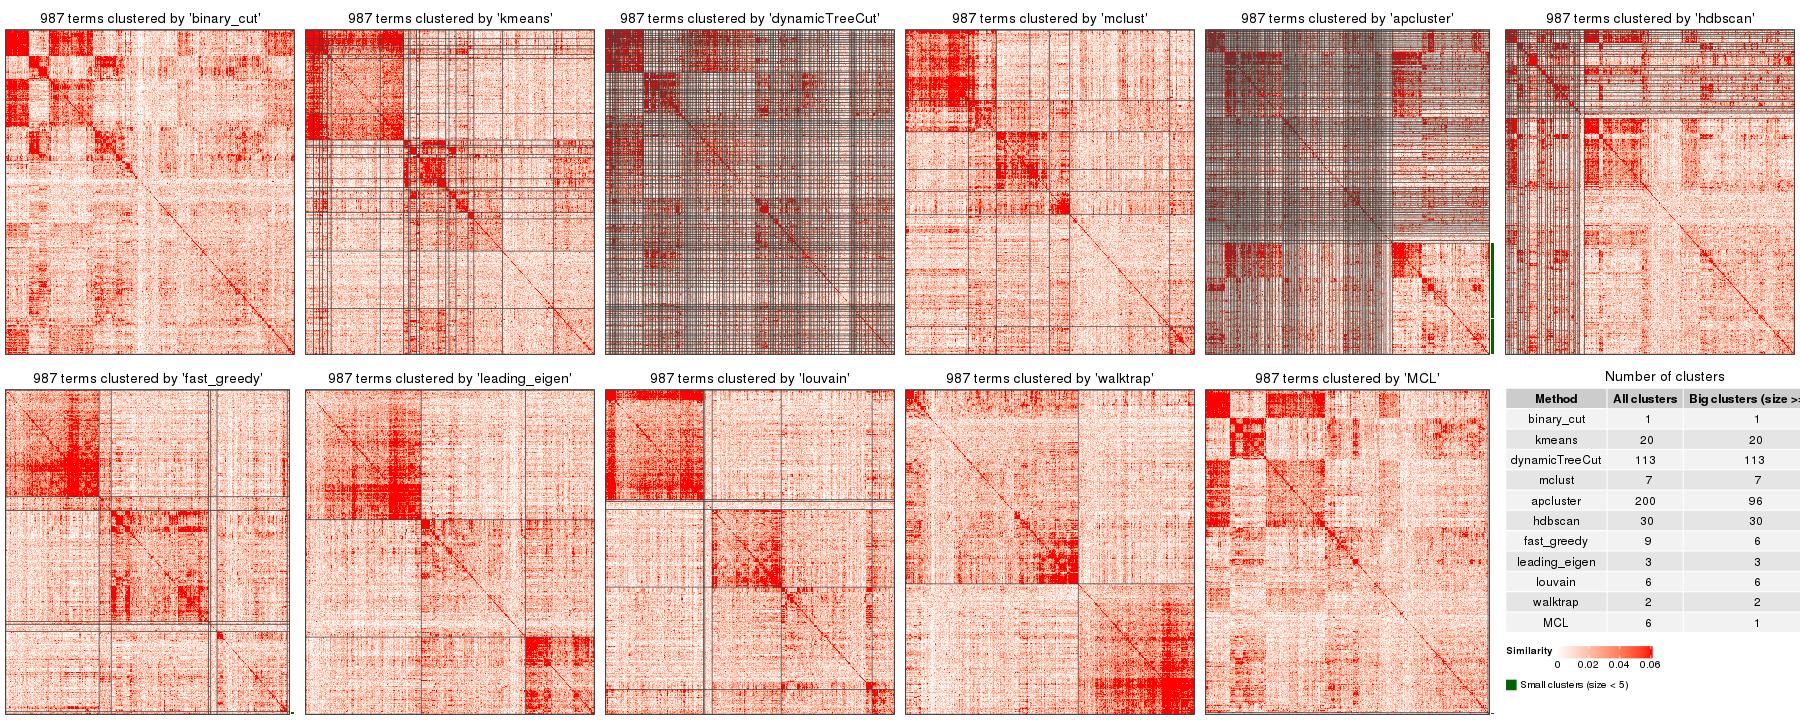 987 terms clustered by 'binary_cut'
987 terms clustered by 'kmeans'
987 terms clustered by 'dynamicTreeCut'
987 terms clustered by 'mclust'
987 terms clustered by 'apcluster'
987 terms clustered by 'hdbscan'
987 terms clustered by 'fast_greedy'
987 terms clustered by 'leading_eigen'
987 terms clustered by 'louvain'
987 terms clustered by 'walktrap'
987 terms clustered by 'MCL'
Number of clusters
Method All clusters Big clusters (size >=
binary_cut 1 1
kmeans 20 20
dynamicTreeCut 113 113
mclust 7 7
apcluster 200 96
hdbscan 30 30
fast_greedy 9 6
leading_eigen 3 3
louvain 6 6
walktrap 2 2
MCL 6 1
Similarity
0 0.02 0.04 0.06
Small clusters (size < 5)